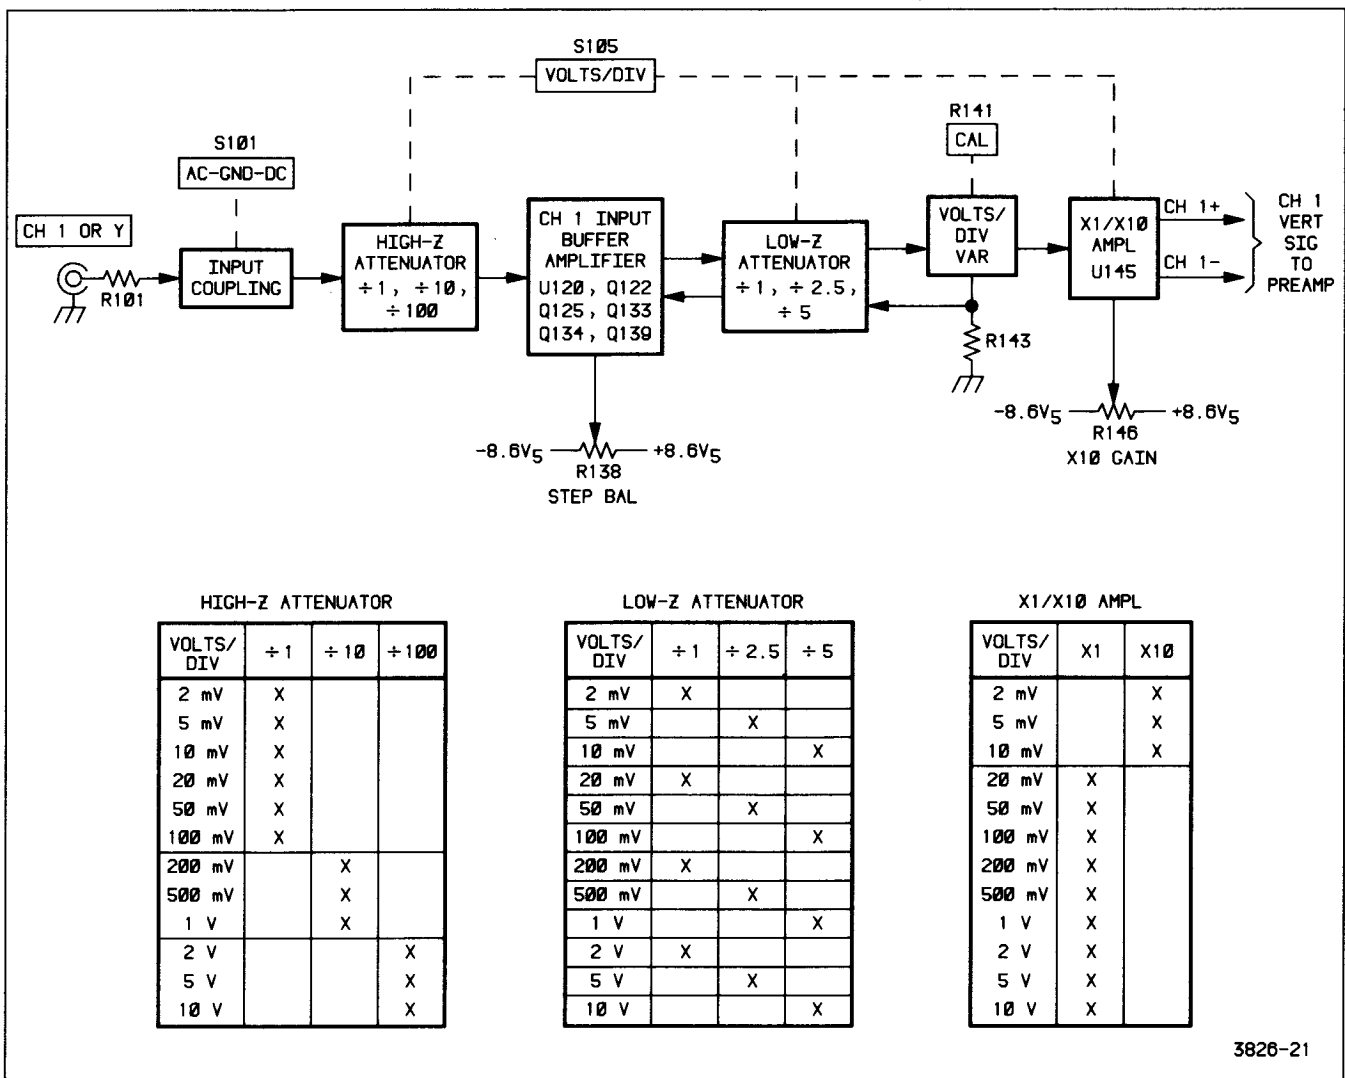 S105
VOLTS/DIV
R141
CAL
S101
AC-GND-DC
CH 1 OR Y
R101
INPUT
COUPLING
HIGH-Z
ATTENUATOR
÷1, ÷10,
÷100
CH 1 INPUT
BUFFER
AMPLIFIER
U120, Q122
Q125, Q133
Q134, Q139
LOW-Z
ATTENUATOR
÷1, ÷2.5,
÷5
VOLTS/
DIV
VAR
R143
X1/X10
AMPL
U145
CH 1+
CH 1-
CH 1
VERT
SIG
TO
PREAMP
-8.6V5
+8.6V5
R138
STEP BAL
-8.6V5
+8.6V5
R146
X10 GAIN
HIGH-Z ATTENUATOR
VOLTS/DIV ÷1 ÷10 ÷100
2 mV X
5 mV X
10 mV X
20 mV X
50 mV X
100 mV X
200 mV X
500 mV X
1 V X
2 V X
5 V X
10 V X
LOW-Z ATTENUATOR
VOLTS/DIV ÷1 ÷2.5 ÷5
2 mV X
5 mV X
10 mV X
20 mV X
50 mV X
100 mV X
200 mV X
500 mV X
1 V X
2 V X
5 V X
10 V X
X1/X10 AMPL
VOLTS/DIV X1 X10
2 mV X
5 mV X
10 mV X
20 mV X
50 mV X
100 mV X
200 mV X
500 mV X
1 V X
2 V X
5 V X
10 V X
3826-21